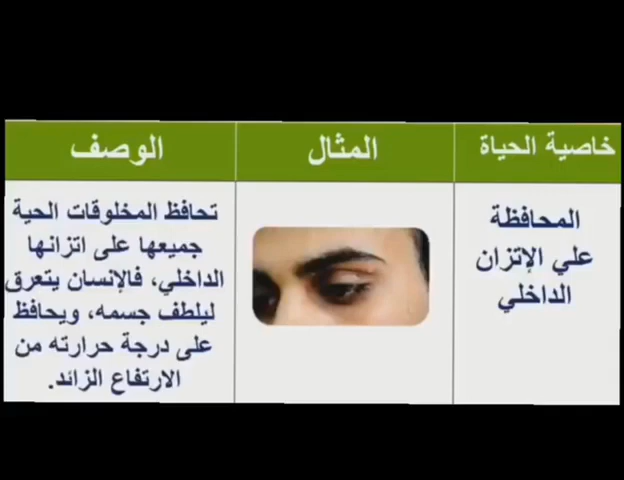 خاصية الحياة
المثال
الوصف
المحافظة
علي الإتزان
الداخلي
تحافظ المخلوقات الحية
جميعها على اتزانها
الداخلي، فالإنسان يتعرق
ليلطف جسمه، ويحافظ
على درجة حرارته من
الارتفاع الزائد.